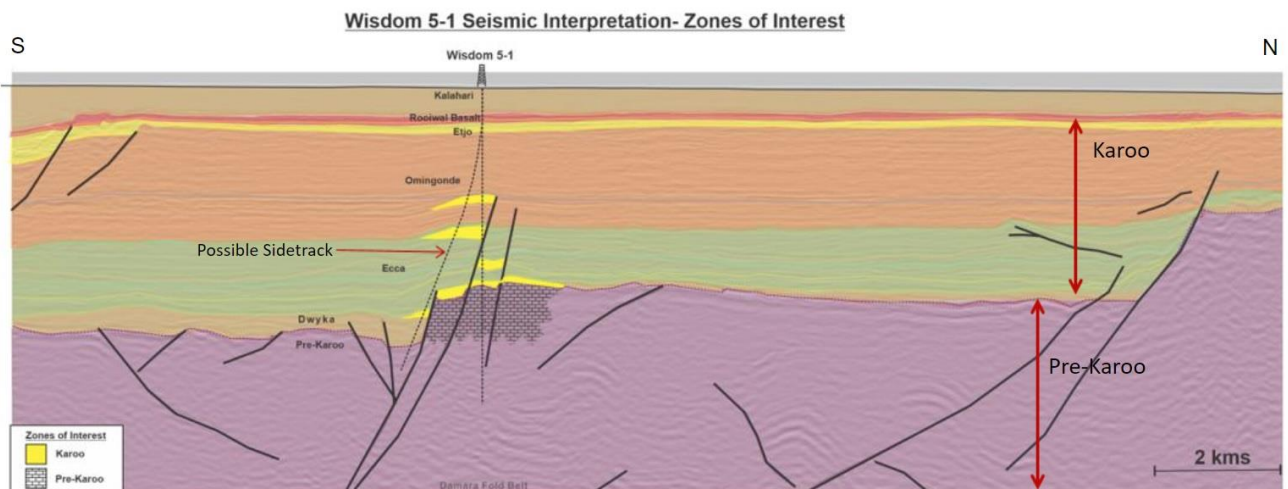 Wisdom 5-1 Seismic Interpretation- Zones of Interest
S
N
Wisdom 5-1
Kalahari
Rooiwal Basalt
Etjo
Karoo
Omingonde
Possible Sidetrack
Ecca
Dwyka
Pre-Karoo
Pre-Karoo
Zones of Interest
Karoo
Pre-Karoo
2 kms
Damara Fold Belt